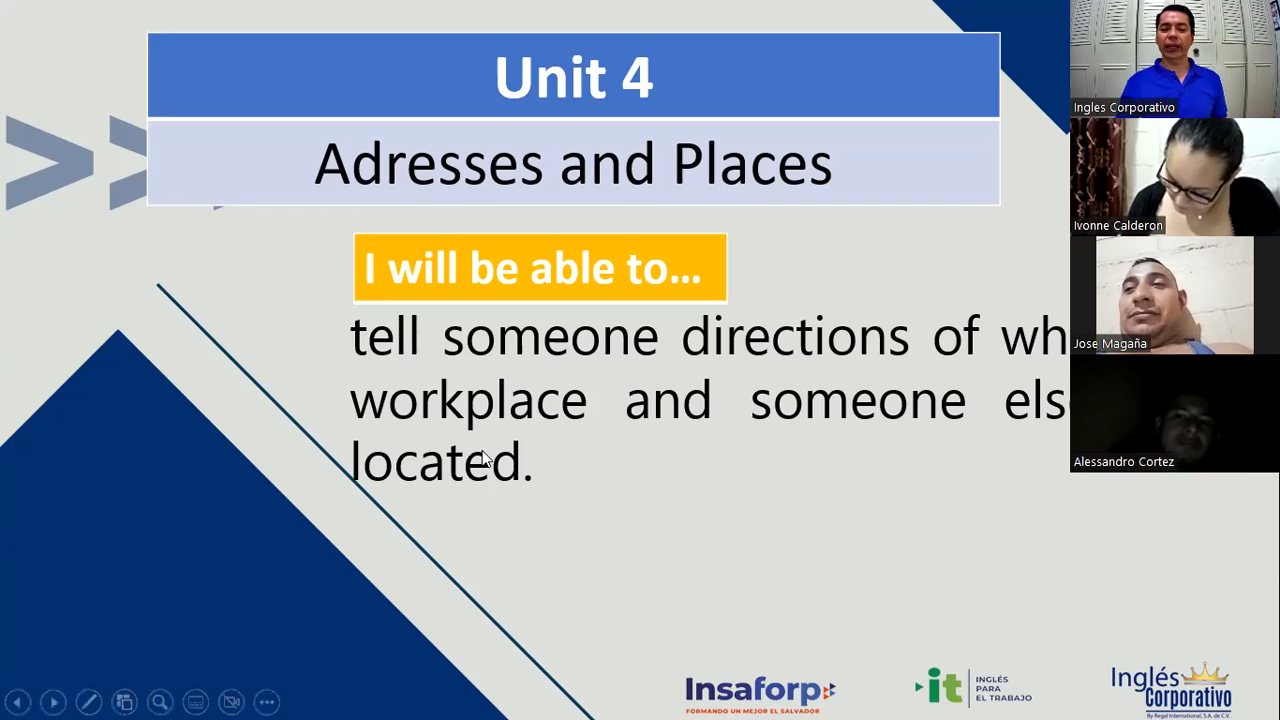 Unit 4
Adresses and Places
I will be able to...
tell someone directions of wh
workplace and someone els
located.
Ingles Corporativo
Ivonne Calderon
Jose Magaña
Alessandro Cortez
Insaforp
FORMANDO UN MEJOR EL SALVADOR
it
INGLÉS
PARA
EL TRABAJO
Inglés
Corporativo
By Regal International, S.A. de C.V.